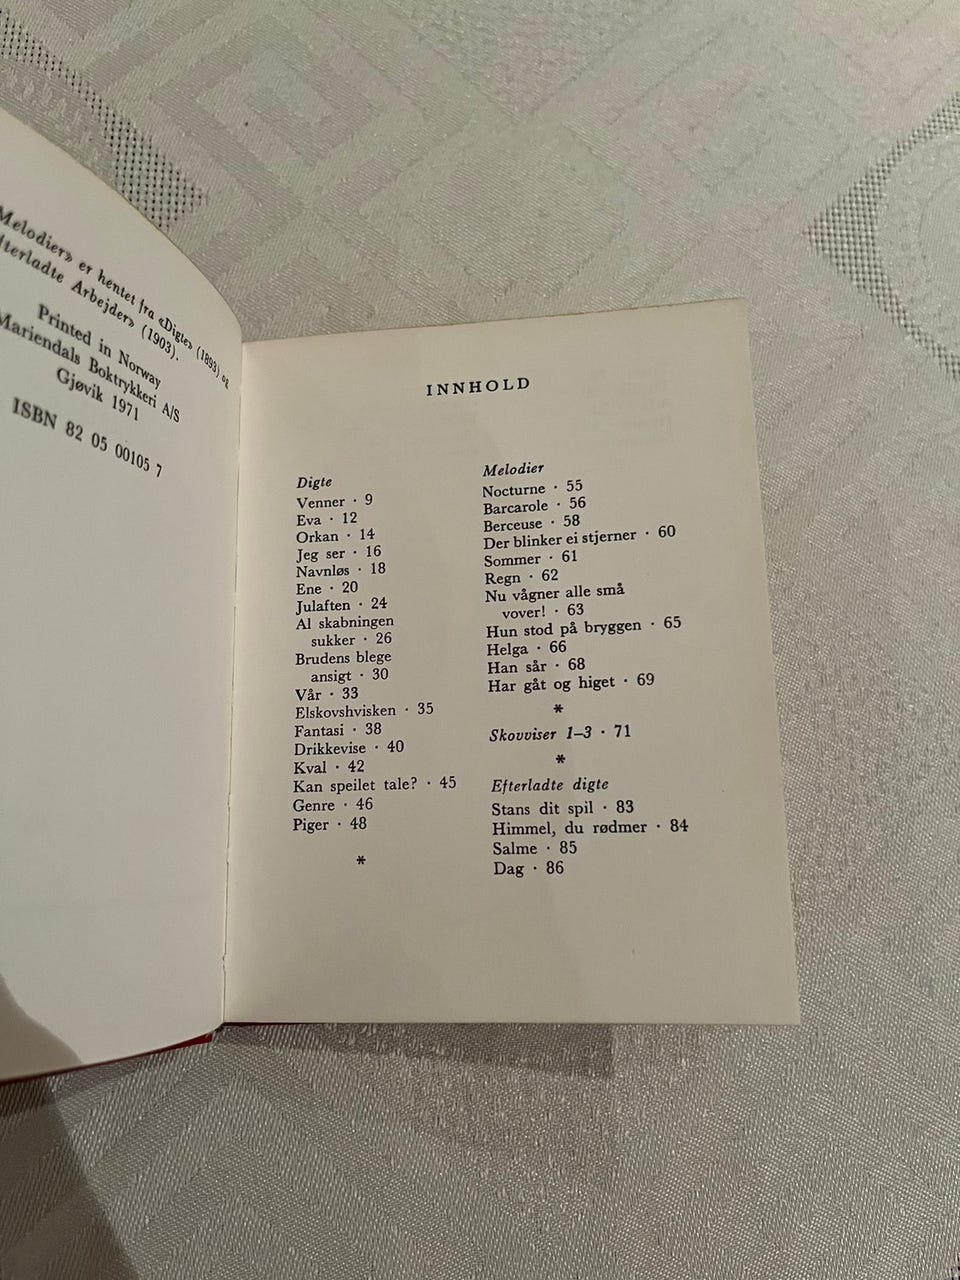 Melodier» er hentet fra «Digte» (1893) og
fterladte Arbejder» (1903).
Printed in Norway
Mariendals Boktrykkeri A/S
Gjøvik 1971
ISBN 82 05 00105 7
INNHOLD
Digte
Venner · 9
Eva · 12
Orkan · 14
Jeg ser · 16
Navnløs · 18
Ene · 20
Julaften · 24
Al skabningen
sukker · 26
Brudens blege
ansigt · 30
Vår · 33
Elskovshvisken · 35
Fantasi · 38
Drikkevise · 40
Kval · 42
Kan speilet tale? · 45
Genre · 46
Piger · 48
*
Melodier
Nocturne · 55
Barcarole · 56
Berceuse · 58
Der blinker ei stjerner · 60
Sommer · 61
Regn · 62
Nu vågner alle små
vover! · 63
Hun stod på bryggen · 65
Helga · 66
Han sår · 68
Har gåt og higet · 69
*
Skovviser 1–3 · 71
*
Efterladte digte
Stans dit spil · 83
Himmel, du rødmer · 84
Salme · 85
Dag · 86